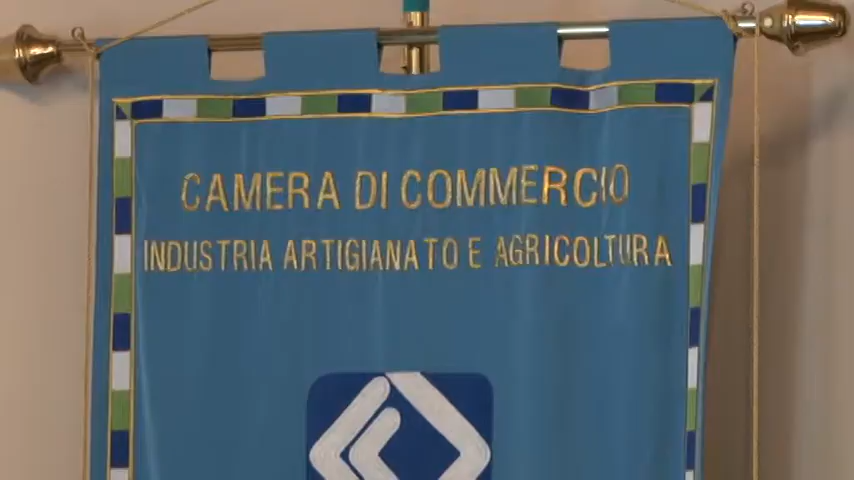 CAMERA DI COMMERCIO
INDUSTRIA ARTIGIANATO E AGRICOLTURA